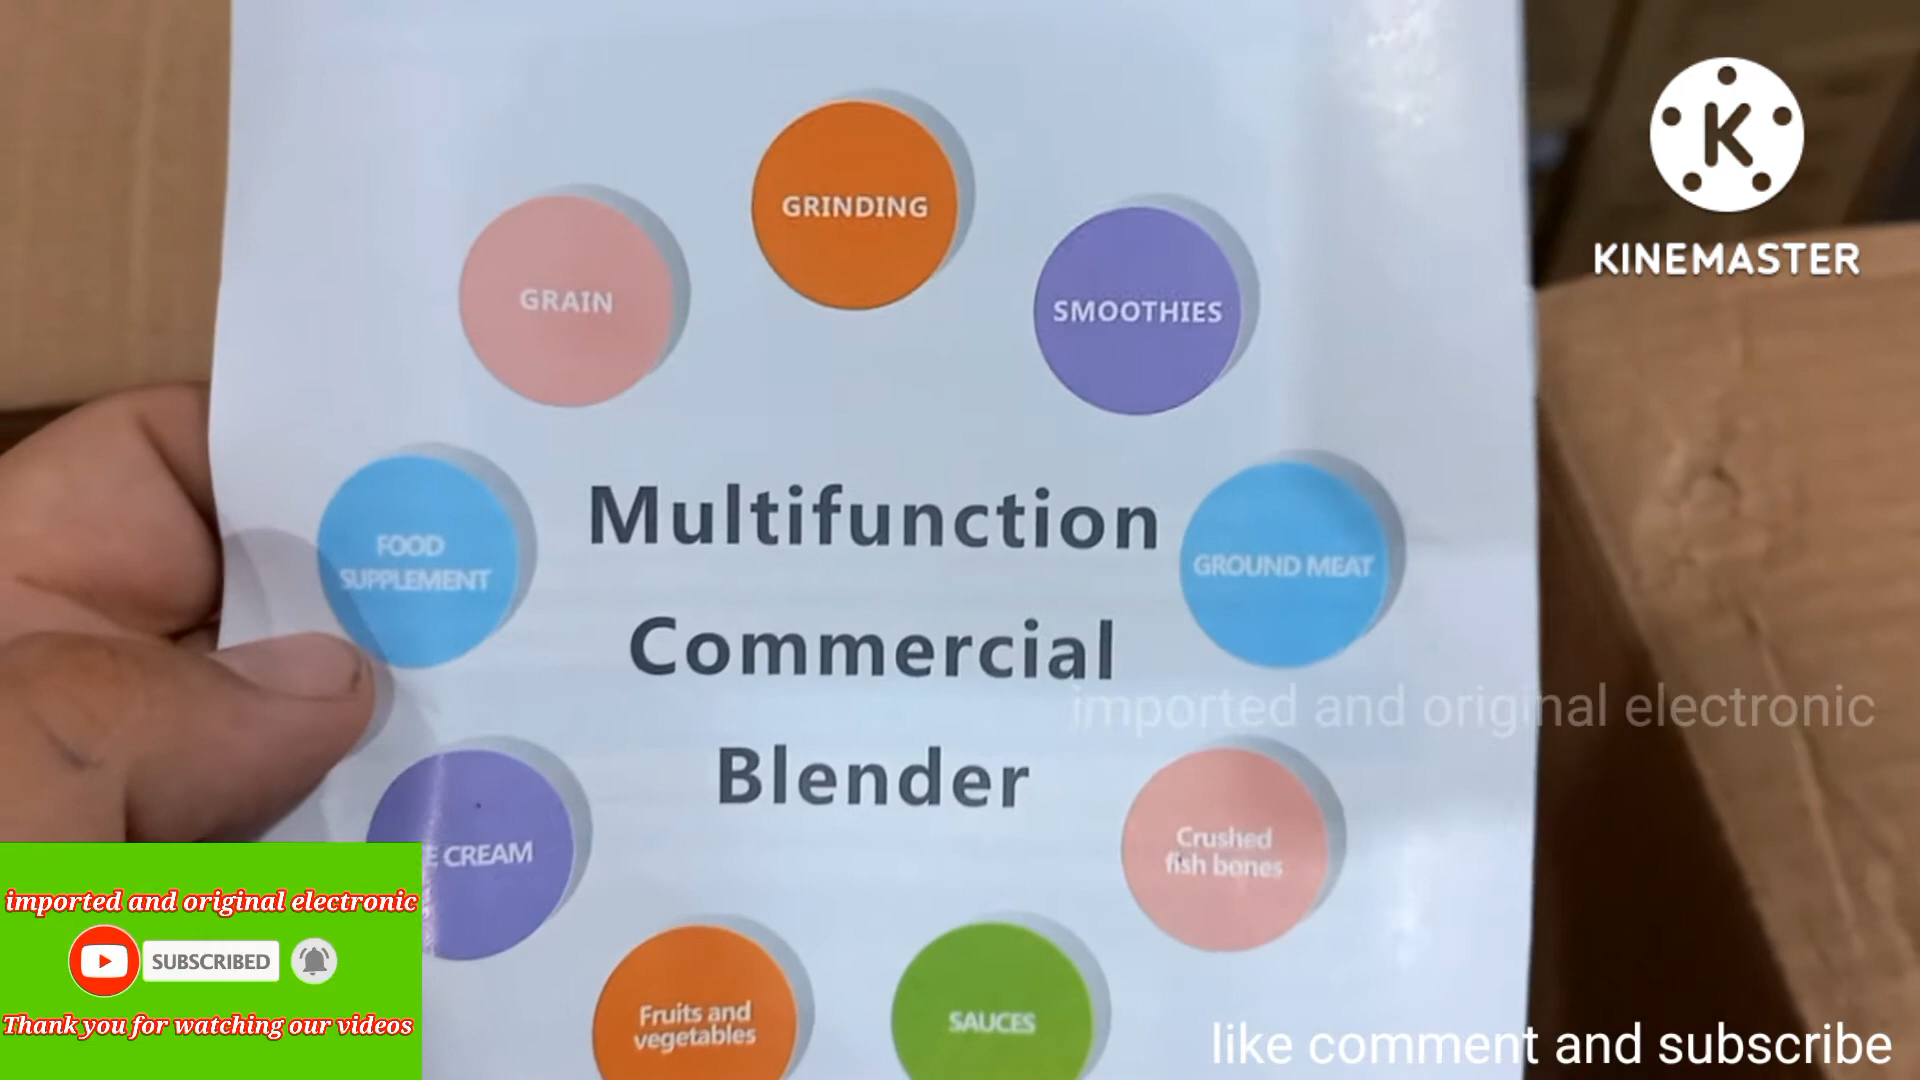 GRINDING
GRAIN
SMOOTHIES
K
KINEMASTER
FOOD
SUPPLEMENT
Multifunction
GROUND MEAT
Commercial
imported and original electronic
Blender
E CREAM
Crushed
fish bones
imported and original electronic
SUBSCRIBED
Thank you for watching our videos
Fruits and
vegetables
SAUCES
like comment and subscribe